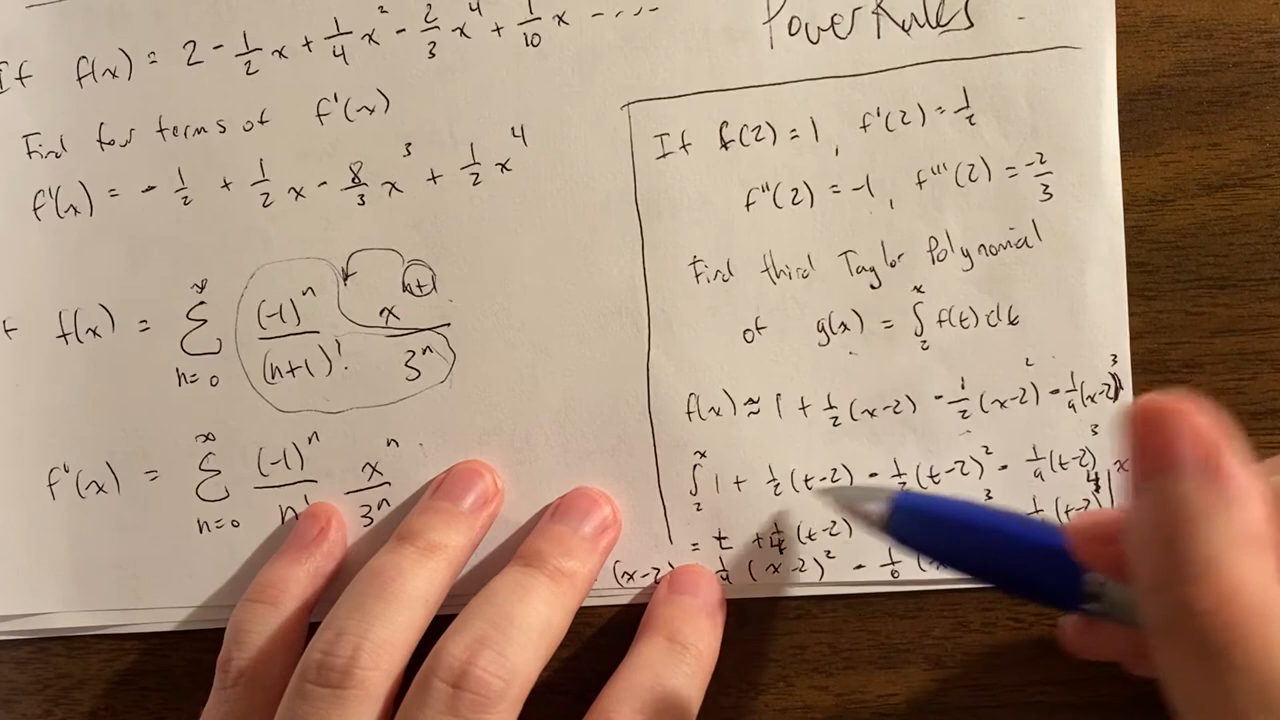 If f(x) = 2 - 1/2 x + 1/4 x² - 2/3 x⁴ + 1/10 x - ....
Find four terms of f'(x)
f'(x) = - 1/2 + 1/2 x - 8/3 x³ + 1/2 x⁴
f(x) = ∞ Σ n=0 (-1)ⁿ/(n+1)! xⁿ⁺¹/3ⁿ
f'(x) = ∞ Σ n=0 (-1)ⁿ/n! xⁿ/3ⁿ
Power Rules
If f(2) = 1, f'(2) = 1/2
f''(2) = -1, f'''(2) = -2/3
Find third Taylor Polynomial
of g(x) = ∫₂ˣ f(t) dt
f(x) ≈ 1 + 1/2 (x-2) - 1/2 (x-2)² - 1/9 (x-2)³
∫₂ˣ 1 + 1/2 (t-2) - 1/2 (t-2)² - 1/9 (t-2)³
= t + 1/4 (t-2)
(x-2) 1/4 (x-2)² - 1/6